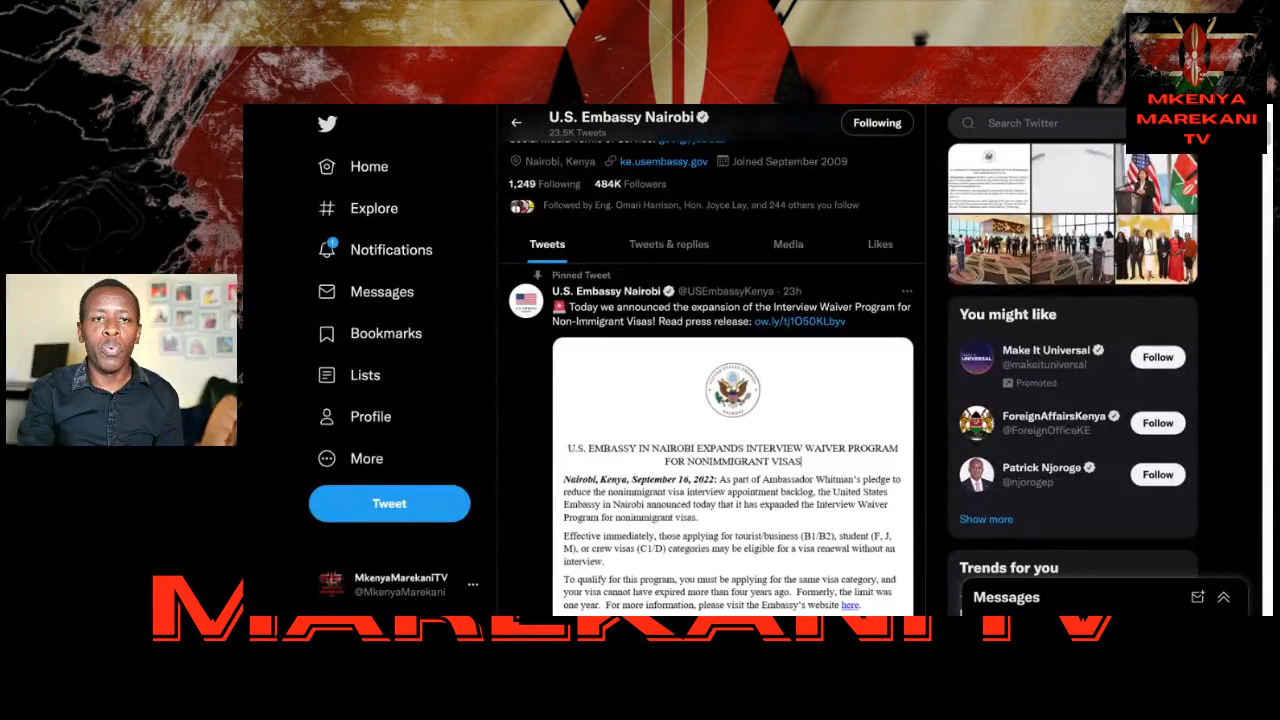 MKENYA
MAREKANI
TV
U.S. Embassy Nairobi
23.5K Tweets
Following
Search Twitter
Home
Explore
1
Notifications
Messages
Bookmarks
Lists
Profile
More
Tweet
MkenyaMarekaniTV
@MkenyaMarekani
Nairobi, Kenya ke.usembassy.gov Joined September 2009
1,249 Following 484K Followers
Followed by Eng. Omari Harrison, Hon. Joyce Lay, and 244 others you follow
Tweets Tweets & replies Media Likes
Pinned Tweet
U.S. Embassy Nairobi @USEmbassyKenya · 23h
Today we announced the expansion of the Interview Waiver Program for
Non-Immigrant Visas! Read press release: ow.ly/tj1O50KLbyv
U.S. EMBASSY IN NAIROBI EXPANDS INTERVIEW WAIVER PROGRAM
FOR NONIMMIGRANT VISAS
Nairobi, Kenya, September 16, 2022: As part of Ambassador Whitman's pledge to
reduce the nonimmigrant visa interview appointment backlog, the United States
Embassy in Nairobi announced today that it has expanded the Interview Waiver
Program for nonimmigrant visas.
Effective immediately, those applying for tourist/business (B1/B2), student (F, J,
M), or crew visas (C1/D) categories may be eligible for a visa renewal without an
interview.
To qualify for this program, you must be applying for the same visa category, and
your visa cannot have expired more than four years ago. Formerly, the limit was
one year. For more information, please visit the Embassy's website here.
You might like
Make It Universal
@makeituniversal
Promoted
Follow
ForeignAffairsKenya
@ForeignOfficeKE
Follow
Patrick Njoroge
@njorogep
Follow
Show more
Trends for you
Messages
MAREKANI TV